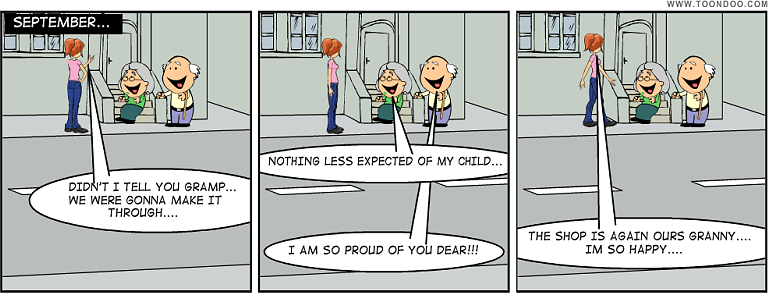 WWW.TOONDOO.COM
SEPTEMBER...
DIDN'T I TELL YOU GRAMP...
WE WERE GONNA MAKE IT
THROUGH....
NOTHING LESS EXPECTED OF MY CHILD...
I AM SO PROUD OF YOU DEAR!!!
THE SHOP IS AGAIN OURS GRANNY....
IM SO HAPPY....